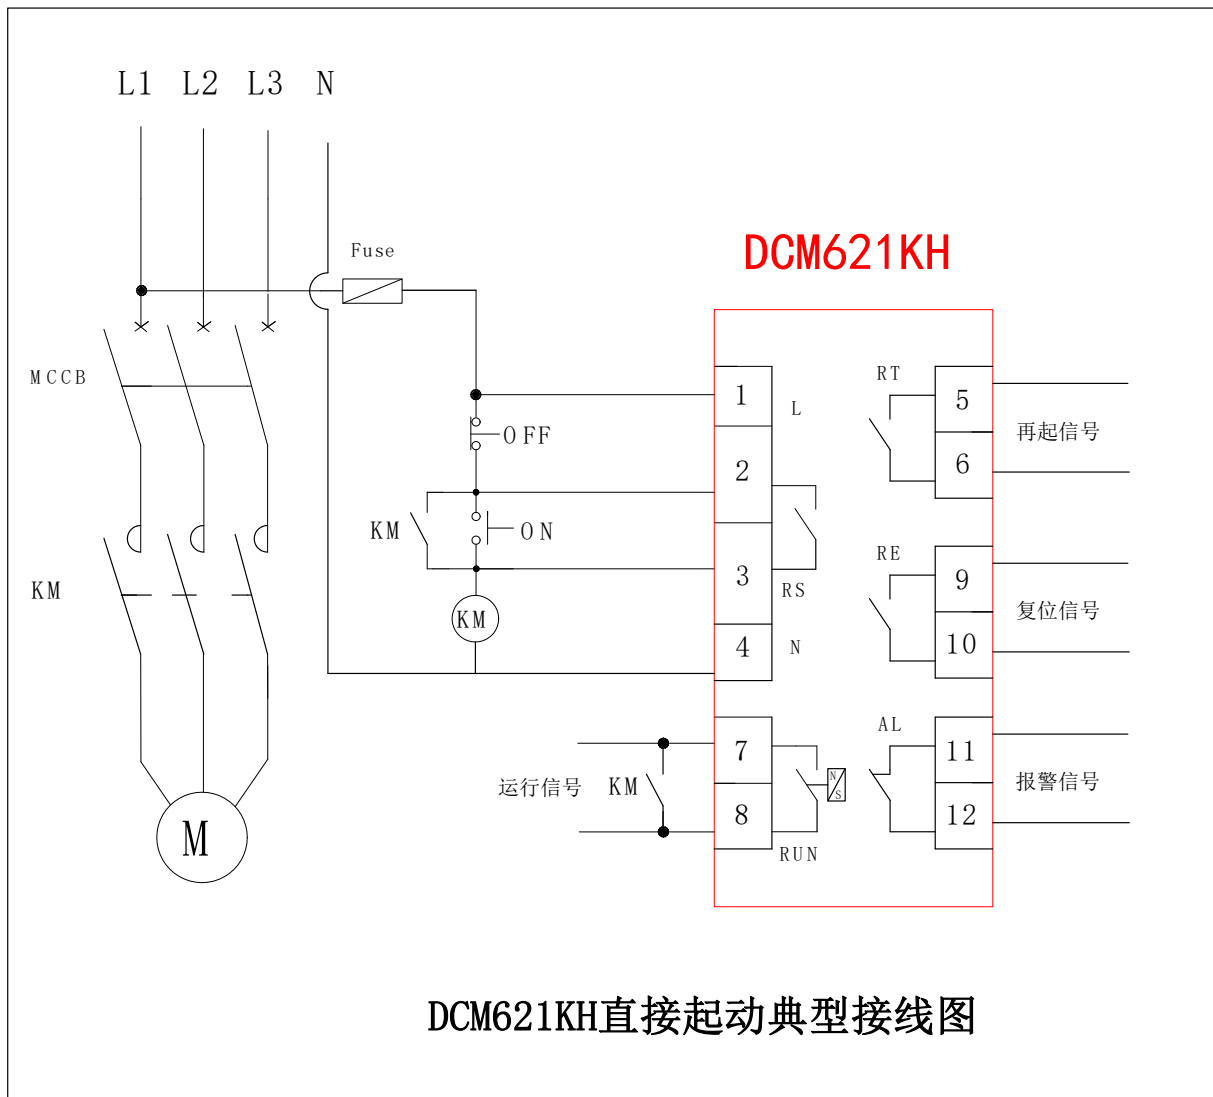 L1 L2 L3 N
Fuse
DCM621KH
MCCB
1 L RT 5
再起信号
OFF
2 6
KM ON
3 RS RE 9
KM KM 复位信号
4 N 10
7 AL 11
运行信号 KM N S 报警信号
8 12
M RUN
DCM621KH直接起动典型接线图